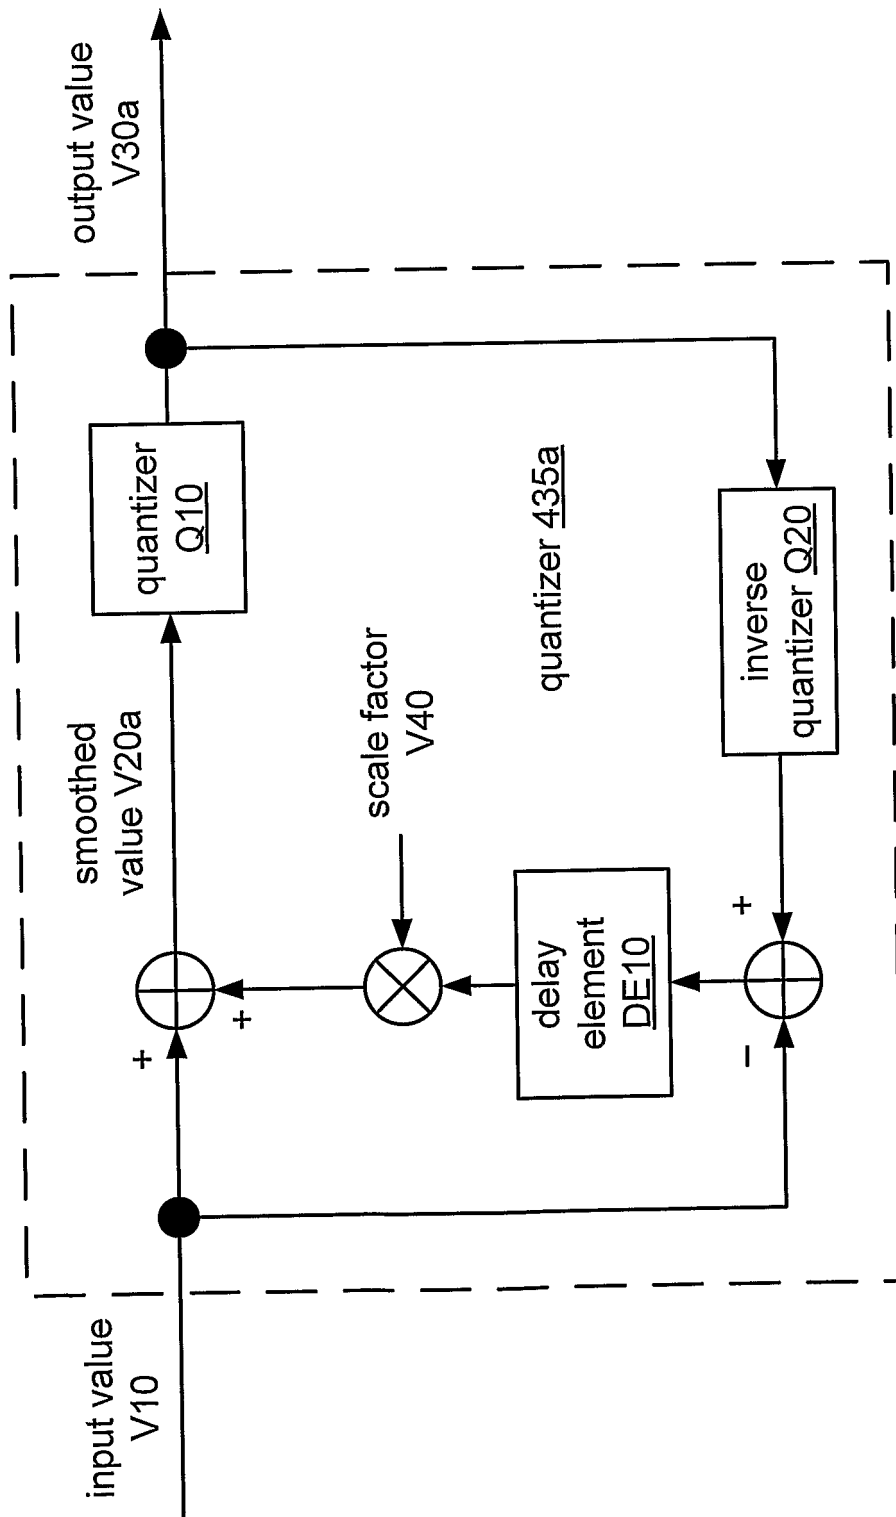 input value
V10
+
+
smoothed
value V20a
quantizer
Q10
output value
V30a
scale factor
V40
quantizer 435a
delay
element
DE10
−
+
inverse
quantizer Q20